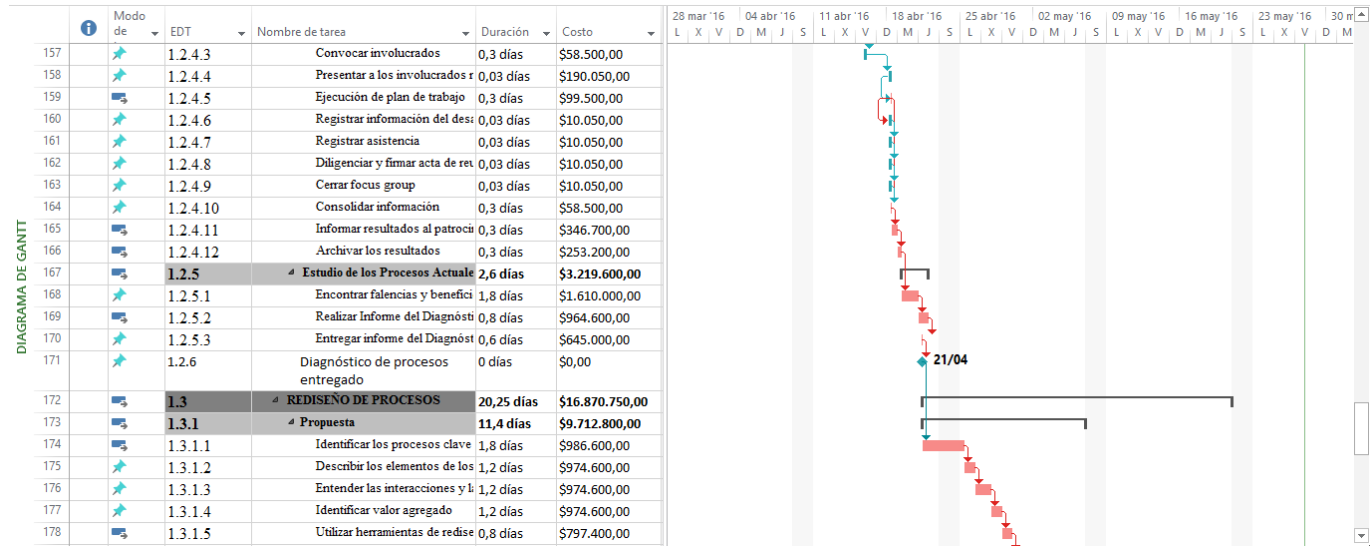 DIAGRAMA DE GANTT
Modo de EDT Nombre de tarea Duración Costo
28 mar '16 04 abr '16 11 abr '16 18 abr '16 25 abr '16 02 may '16 09 may '16 16 may '16 23 may '16 30 m
L X V D M J S L X V D M J S L X V D M J S L X V D M J S L X V D M
157 1.2.4.3 Convocar involucrados 0,3 días $58.500,00
158 1.2.4.4 Presentar a los involucrados r 0,03 días $190.050,00
159 1.2.4.5 Ejecución de plan de trabajo 0,3 días $99.500,00
160 1.2.4.6 Registrar información del desa 0,03 días $10.050,00
161 1.2.4.7 Registrar asistencia 0,03 días $10.050,00
162 1.2.4.8 Diligenciar y firmar acta de reu 0,03 días $10.050,00
163 1.2.4.9 Cerrar focus group 0,03 días $10.050,00
164 1.2.4.10 Consolidar información 0,3 días $58.500,00
165 1.2.4.11 Informar resultados al patroci 0,3 días $346.700,00
166 1.2.4.12 Archivar los resultados 0,3 días $253.200,00
167 1.2.5 Estudio de los Procesos Actuale 2,6 días $3.219.600,00
168 1.2.5.1 Encontrar falencias y benefici 1,8 días $1.610.000,00
169 1.2.5.2 Realizar Informe del Diagnósti 0,8 días $964.600,00
170 1.2.5.3 Entregar informe del Diagnóst 0,6 días $645.000,00
171 1.2.6 Diagnóstico de procesos 0 días $0,00 21/04
entregado
172 1.3 REDISEÑO DE PROCESOS 20,25 días $16.870.750,00
173 1.3.1 Propuesta 11,4 días $9.712.800,00
174 1.3.1.1 Identificar los procesos clave 1,8 días $986.600,00
175 1.3.1.2 Describir los elementos de los 1,2 días $974.600,00
176 1.3.1.3 Entender las interacciones y l 1,2 días $974.600,00
177 1.3.1.4 Identificar valor agregado 1,2 días $974.600,00
178 1.3.1.5 Utilizar herramientas de redise 0,8 días $797.400,00